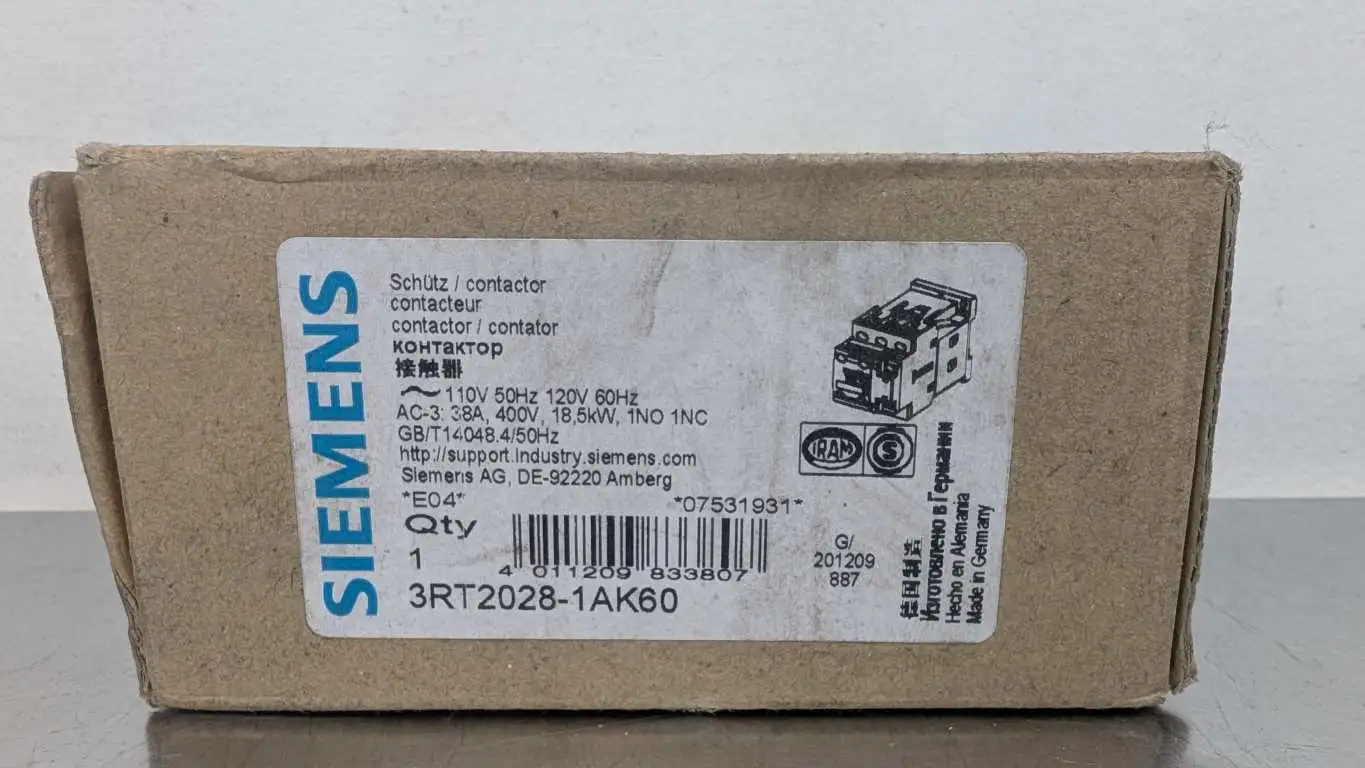 SIEMENS
Schütz / contactor
contacteur
contactor / contator
контактор
接触器
~ 110V 50Hz 120V 60Hz
AC-3: 38A, 400V, 18,5kW, 1NO 1NC
GB/T14048.4/50Hz
http://support.industry.siemens.com
Siemens AG, DE-92220 Amberg
*E04*
*07531931*
Qty
1
4 011209 833807
3RT2028-1AK60
IRAM
S
G/
201209
887
德国制造
Изготовлено в Германии
Hecho en Alemania
Made in Germany